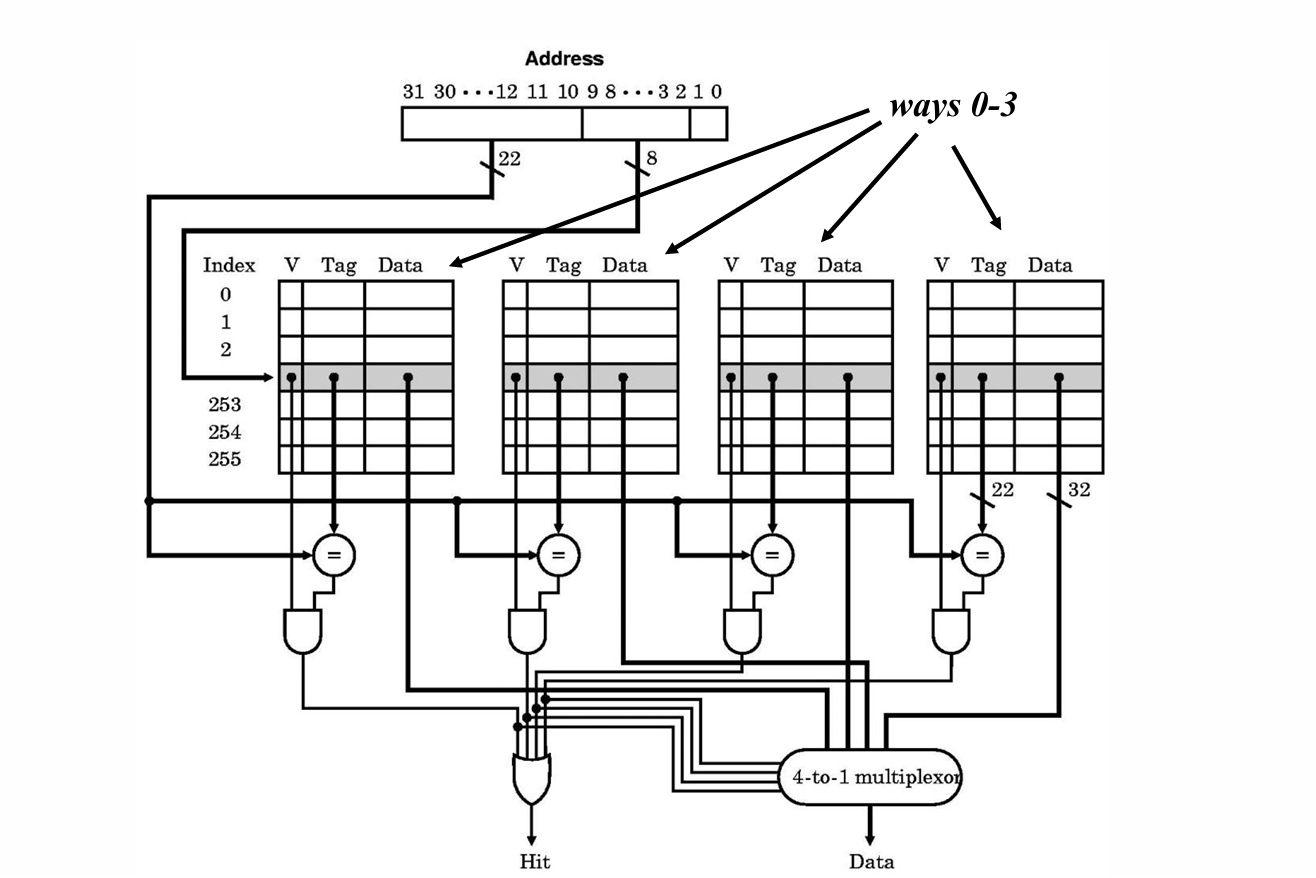 Address
31 30 ···12 11 10 9 8 ···3 2 1 0
ways 0-3
22
8
Index V Tag Data V Tag Data V Tag Data V Tag Data
0
1
2
253
254
255
22
32
= = = =
4-to-1 multiplexor
Hit
Data